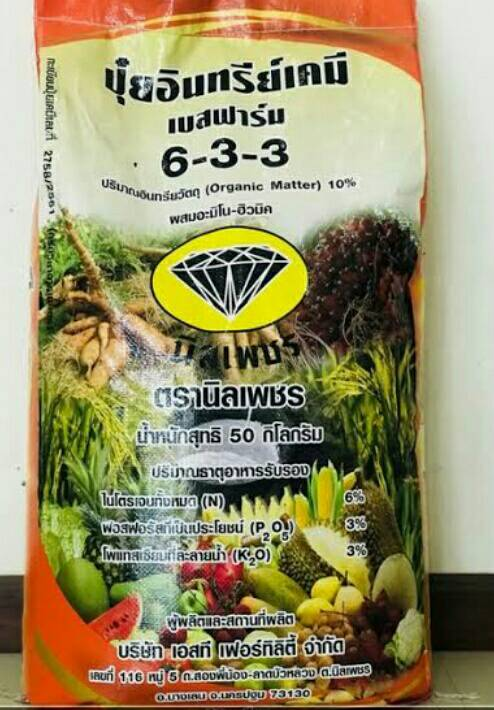 ปุ๋ยอินทรีย์เคมี
เบสฟาร์ม
6-3-3
ปริมาณอินทรียวัตถุ (Organic Matter) 10%
ผสมอะมิโน-ฮิวมิค
ทะเบียนปุ๋ยเคมีเลขที่ 2758/2561
นิลเพชร
ตรานิลเพชร
น้ำหนักสุทธิ 50 กิโลกรัม
ปริมาณธาตุอาหารรับรอง
ไนโตรเจนทั้งหมด (N) 6%
ฟอสฟอรัสที่เป็นประโยชน์ (P₂O₅) 3%
โพแทสเซียมที่ละลายน้ำ (K₂O) 3%
ผู้ผลิตและสถานที่ผลิต
บริษัท เอสที เฟอร์ทิลิตี้ จำกัด
เลขที่ 116 หมู่ 5 ถ.สองพี่น้อง-ลาดบัวหลวง ต.นิลเพชร
อ.บางเลน จ.นครปฐม 73130